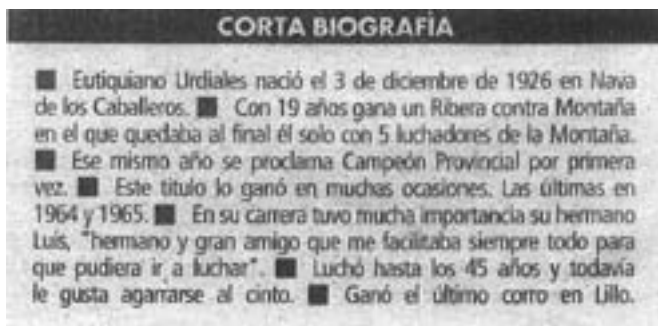 CORTA BIOGRAFÍA
■ Eutiquiano Urdiales nació el 3 de diciembre de 1926 en Nava
de los Caballeros. ■ Con 19 años gana un Ribera contra Montaña
en el que quedaba al final él solo con 5 luchadores de la Montaña.
■ Ese mismo año se proclama Campeón Provincial por primera
vez. ■ Este titulo lo ganó en muchas ocasiones. Las últimas en
1964 y 1965. ■ En su carrera tuvo mucha importancia su hermano
Luis, "hermano y gran amigo que me facilitaba siempre todo para
que pudiera ir a luchar". ■ Luchó hasta los 45 años y todavía
le gusta agarrarse al cinto. ■ Ganó el último corro en Lillo.